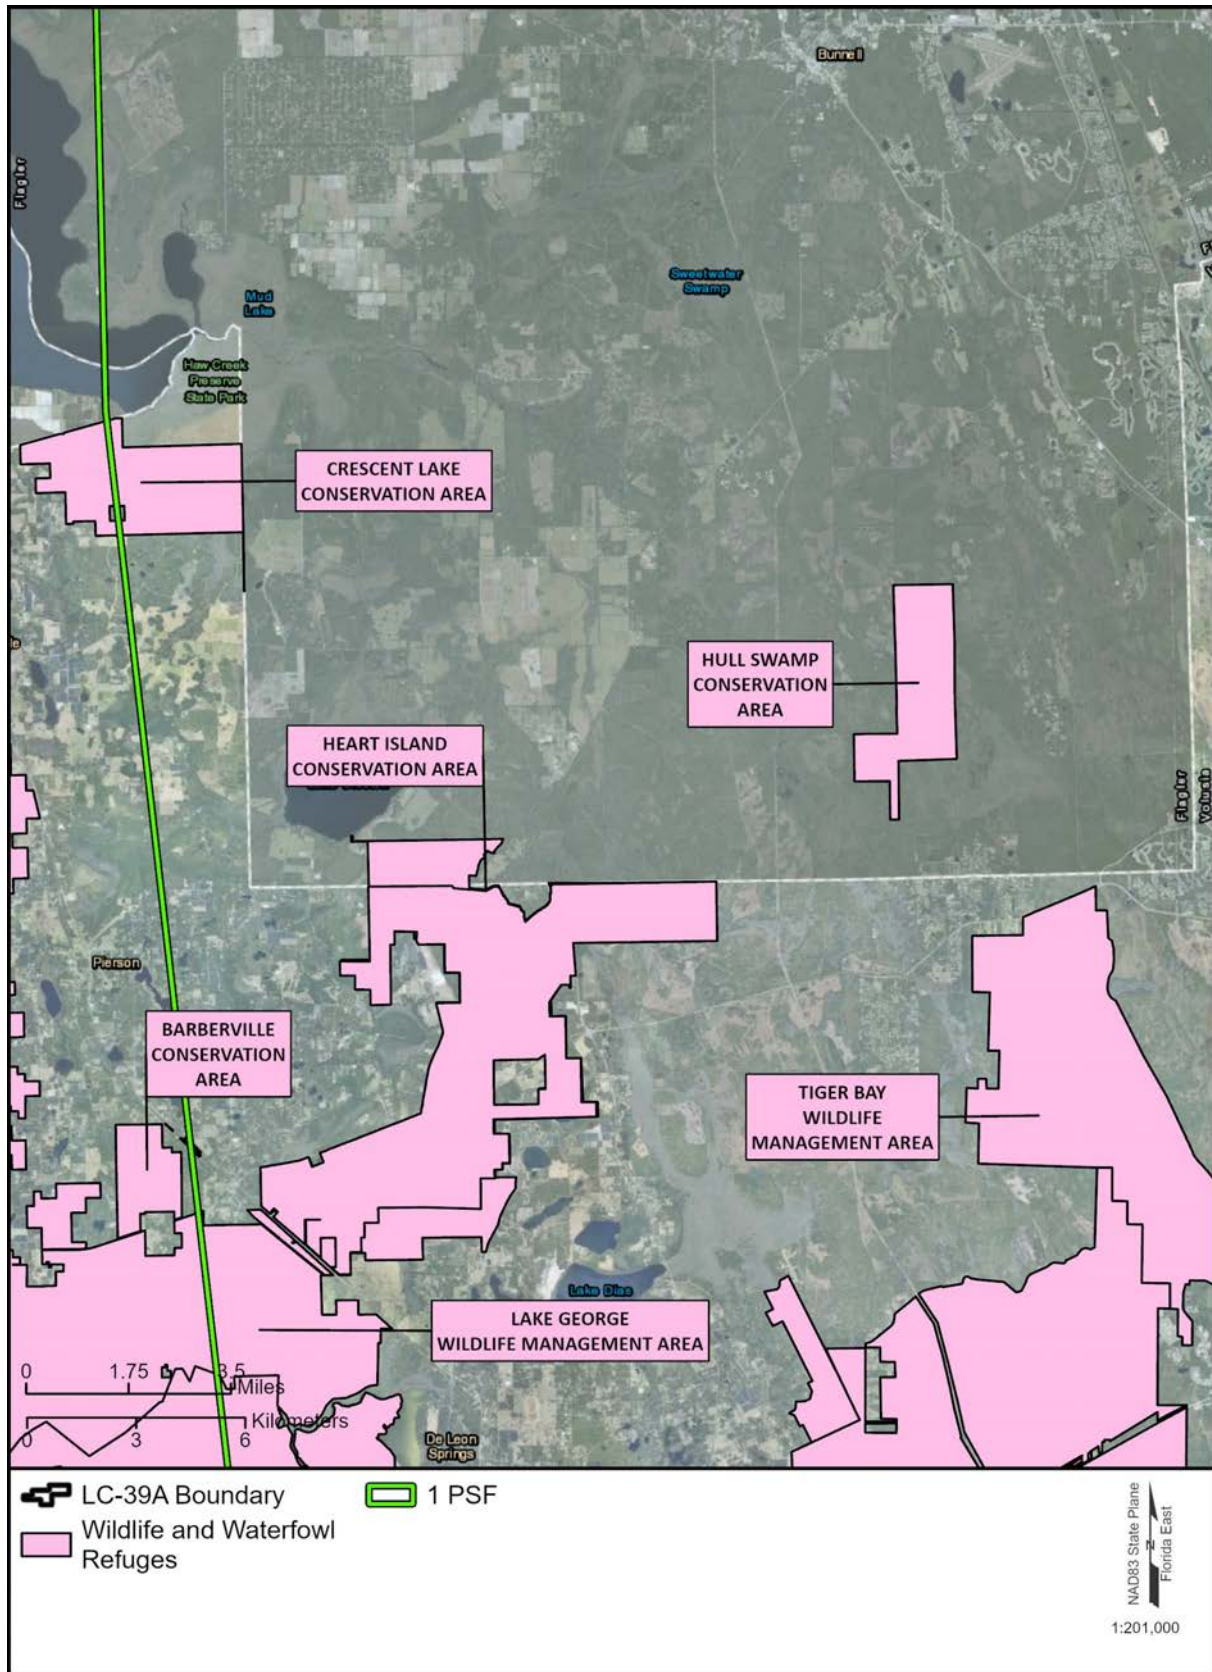 Bunnell
Flagler
Sweetwater
Swamp
Mud
Lake
Haw Creek
Preserve
State Park
CRESCENT LAKE
CONSERVATION AREA
HULL SWAMP
CONSERVATION
AREA
HEART ISLAND
CONSERVATION AREA
Flagler
Volusia
Pierson
BARBERVILLE
CONSERVATION
AREA
TIGER BAY
WILDLIFE
MANAGEMENT AREA
Lake Dias
LAKE GEORGE
WILDLIFE MANAGEMENT AREA
0 1.75 3.5
Miles
Kilometers
0 3 6
De Leon
Springs
LC-39A Boundary
1 PSF
Wildlife and Waterfowl
Refuges
NAD83 State Plane
Florida East
N
1:201,000